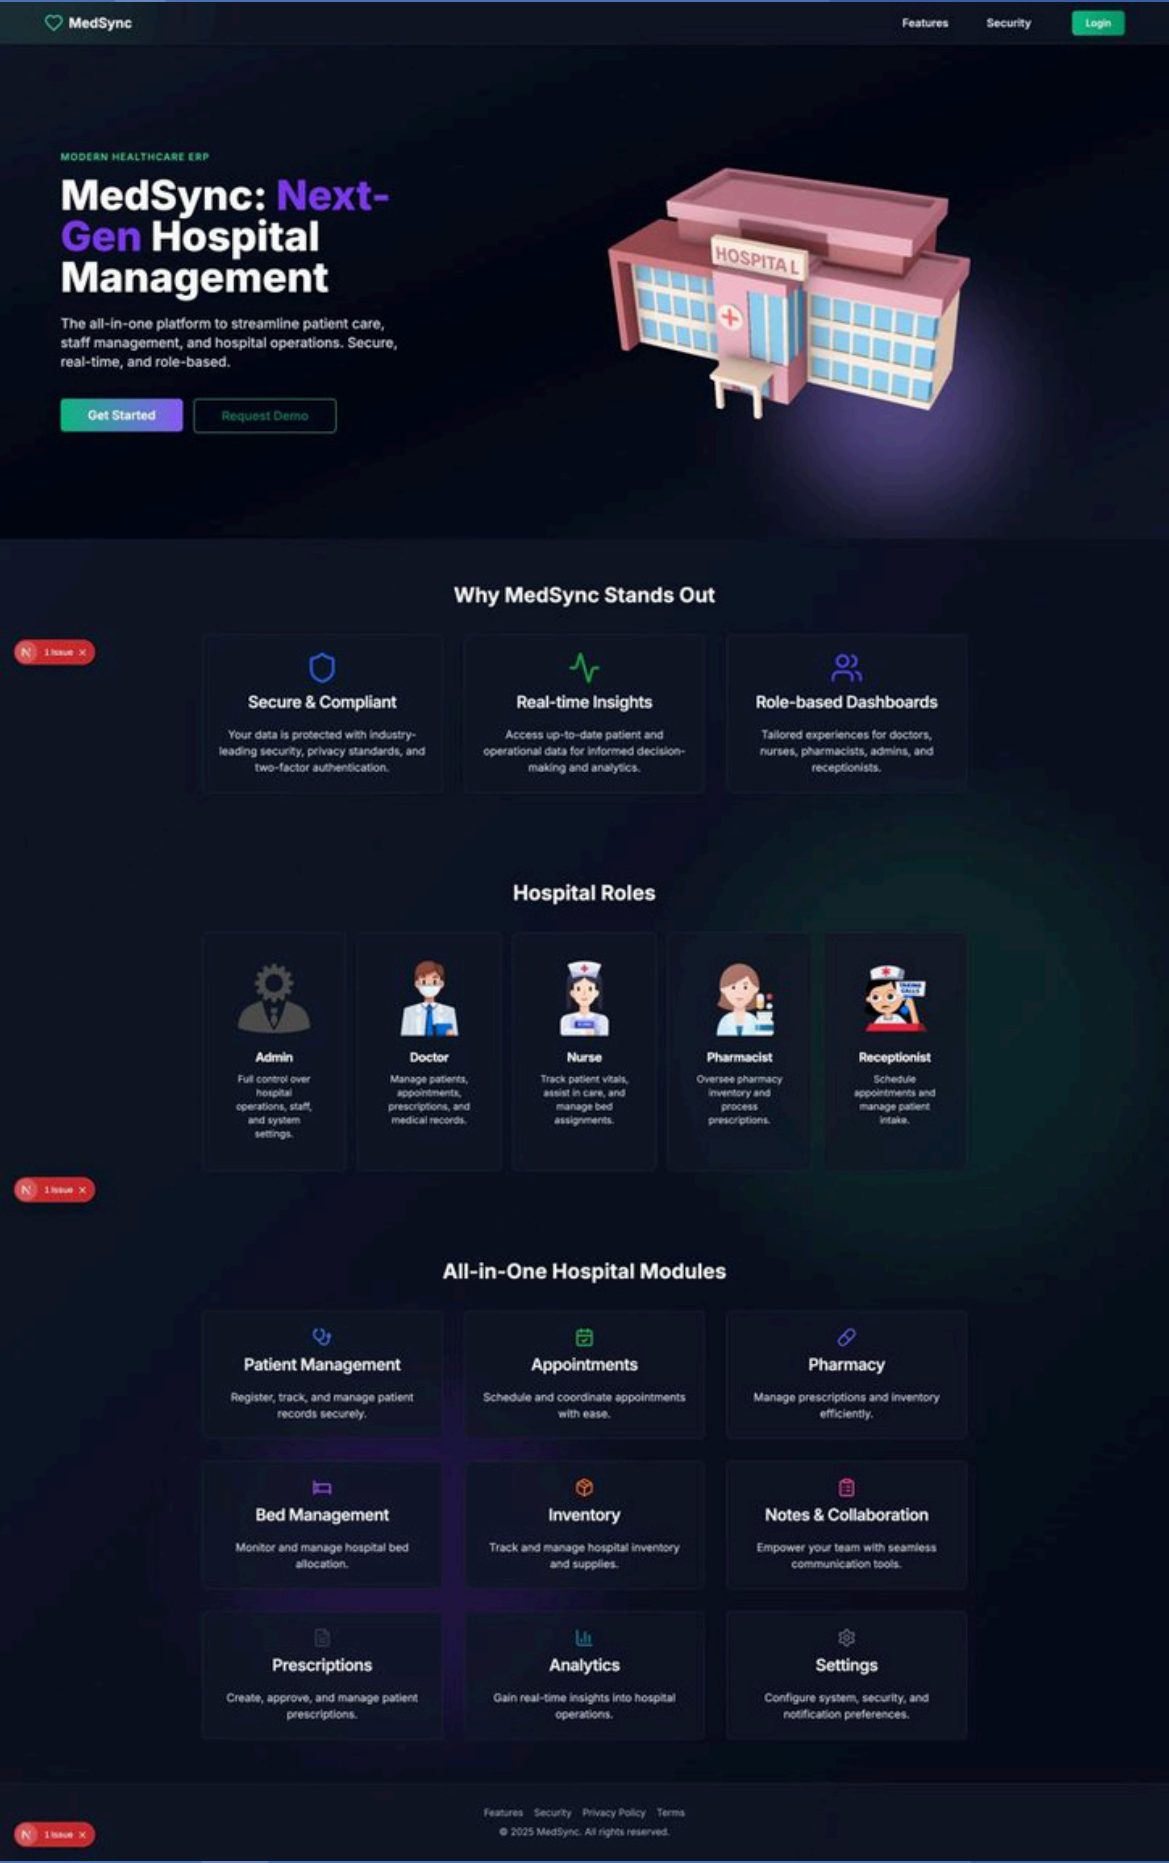 MedSync
Features Security Login
MODERN HEALTHCARE ERP
MedSync: Next-
Gen Hospital
Management
The all-in-one platform to streamline patient care,
staff management, and hospital operations. Secure,
real-time, and role-based.
Get Started Request Demo
HOSPITAL
Why MedSync Stands Out
N 1 Issue ×
Secure & Compliant
Your data is protected with industry-
leading security, privacy standards, and
two-factor authentication.
Real-time Insights
Access up-to-date patient and
operational data for informed decision-
making and analytics.
Role-based Dashboards
Tailored experiences for doctors,
nurses, pharmacists, admins, and
receptionists.
Hospital Roles
Admin
Full control over
hospital
operations, staff,
and system
settings.
Doctor
Manage patients,
appointments,
prescriptions, and
medical records.
Nurse
Track patient vitals,
assist in care, and
manage bed
assignments.
Pharmacist
Oversee pharmacy
inventory and
process
prescriptions.
TAKING
CALLS
Receptionist
Schedule
appointments and
manage patient
intake.
N 1 Issue ×
All-in-One Hospital Modules
Patient Management
Register, track, and manage patient
records securely.
Appointments
Schedule and coordinate appointments
with ease.
Pharmacy
Manage prescriptions and inventory
efficiently.
Bed Management
Monitor and manage hospital bed
allocation.
Inventory
Track and manage hospital inventory
and supplies.
Notes & Collaboration
Empower your team with seamless
communication tools.
Prescriptions
Create, approve, and manage patient
prescriptions.
Analytics
Gain real-time insights into hospital
operations.
Settings
Configure system, security, and
notification preferences.
Features Security Privacy Policy Terms
© 2025 MedSync. All rights reserved.
N 1 Issue ×